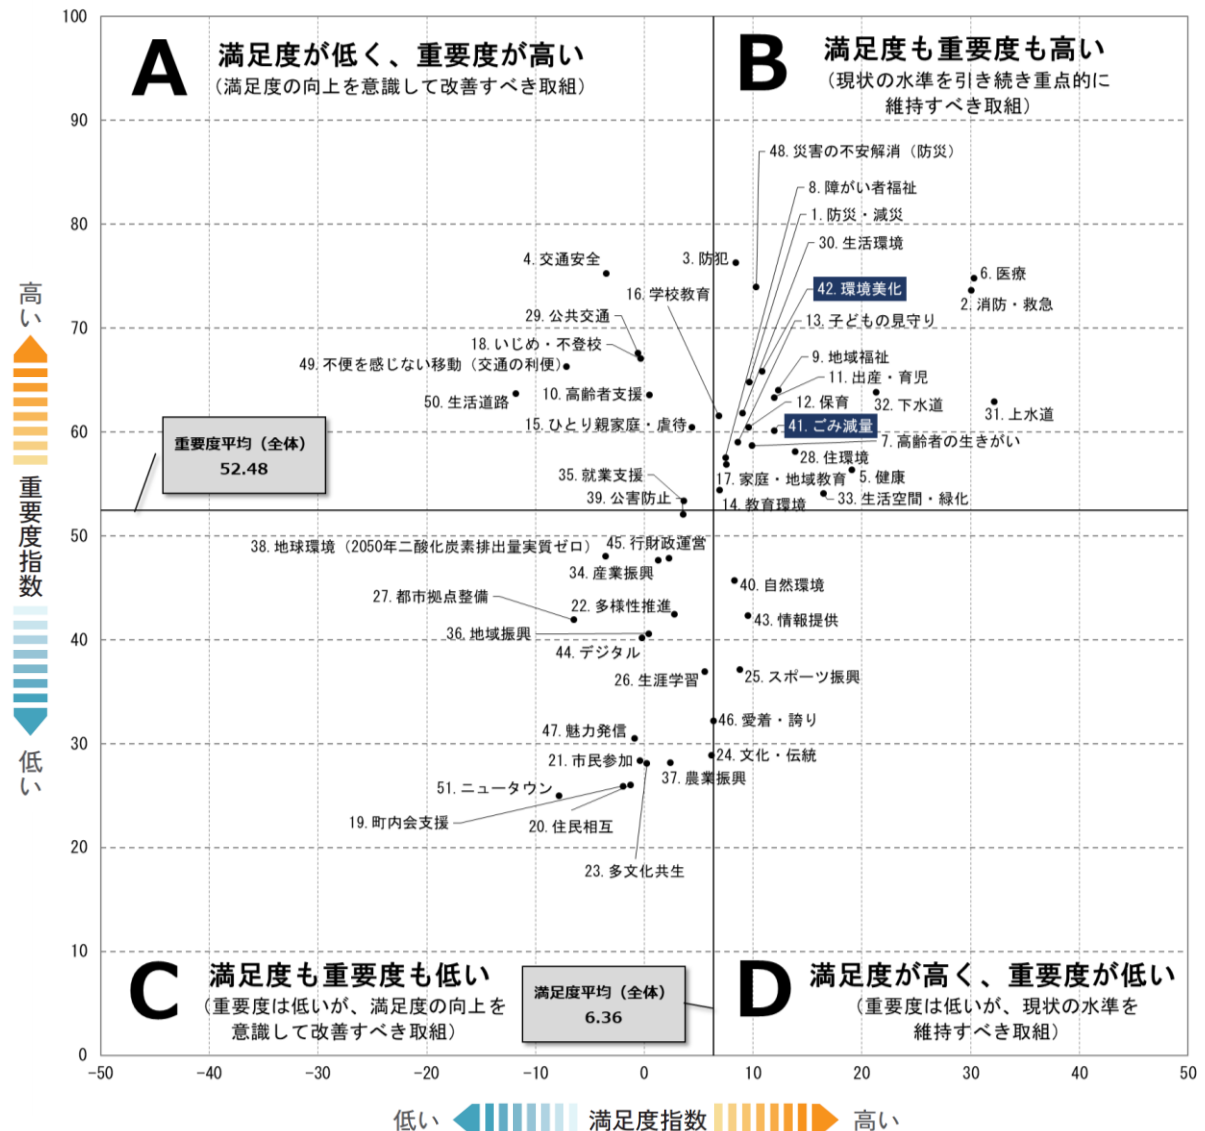 100
90
80
70
60
50
40
30
20
10
0
-50
-40
-30
-20
-10
0
10
20
30
40
50
高い
重要度指数
低い
低い
満足度指数
高い
A
満足度が低く、重要度が高い
(満足度の向上を意識して改善すべき取組)
B
満足度も重要度も高い
(現状の水準を引き続き重点的に
維持すべき取組)
48. 災害の不安解消（防災）
8. 障がい者福祉
1. 防災・減災
30. 生活環境
4. 交通安全
3. 防犯
6. 医療
16. 学校教育
42. 環境美化
2. 消防・救急
29. 公共交通
13. 子どもの見守り
18. いじめ・不登校
9. 地域福祉
49. 不便を感じない移動（交通の利便）
11. 出産・育児
50. 生活道路
10. 高齢者支援
12. 保育
32. 下水道
31. 上水道
15. ひとり親家庭・虐待
41. ごみ減量
7. 高齢者の生きがい
28. 住環境
35. 就業支援
17. 家庭・地域教育
5. 健康
39. 公害防止
14. 教育環境
33. 生活空間・緑化
重要度平均（全体）
52.48
38. 地球環境（2050年二酸化炭素排出量実質ゼロ）
45. 行財政運営
34. 産業振興
40. 自然環境
27. 都市拠点整備
22. 多様性推進
43. 情報提供
36. 地域振興
44. デジタル
26. 生涯学習
25. スポーツ振興
46. 愛着・誇り
47. 魅力発信
24. 文化・伝統
21. 市民参加
37. 農業振興
51. ニュータウン
19. 町内会支援
20. 住民相互
23. 多文化共生
C
満足度も重要度も低い
(重要度は低いが、満足度の向上を
意識して改善すべき取組)
満足度平均（全体）
6.36
D
満足度が高く、重要度が低い
(重要度は低いが、現状の水準を
維持すべき取組)